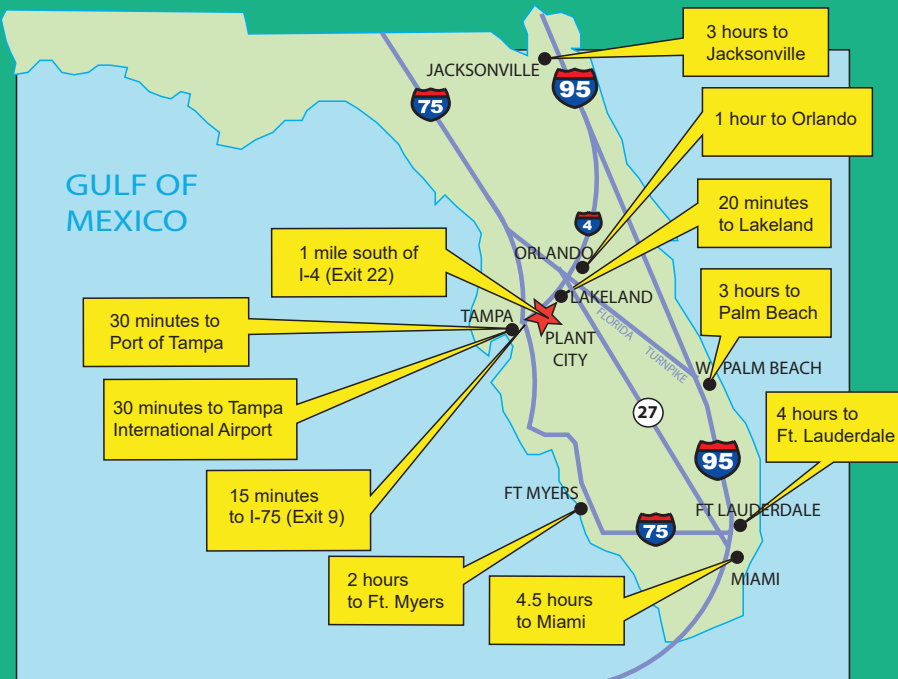 3 hours to
Jacksonville
JACKSONVILLE
95
75
1 hour to Orlando
GULF OF
MEXICO
20 minutes
to Lakeland
4
1 mile south of
I-4 (Exit 22)
ORLANDO
LAKELAND
3 hours to
Palm Beach
30 minutes to
Port of Tampa
TAMPA
PLANT
CITY
FLORIDA
TURNPIKE
W PALM BEACH
30 minutes to Tampa
International Airport
27
4 hours to
Ft. Lauderdale
95
15 minutes
to I-75 (Exit 9)
FT MYERS
FT LAUDERDALE
75
2 hours
to Ft. Myers
4.5 hours
to Miami
MIAMI